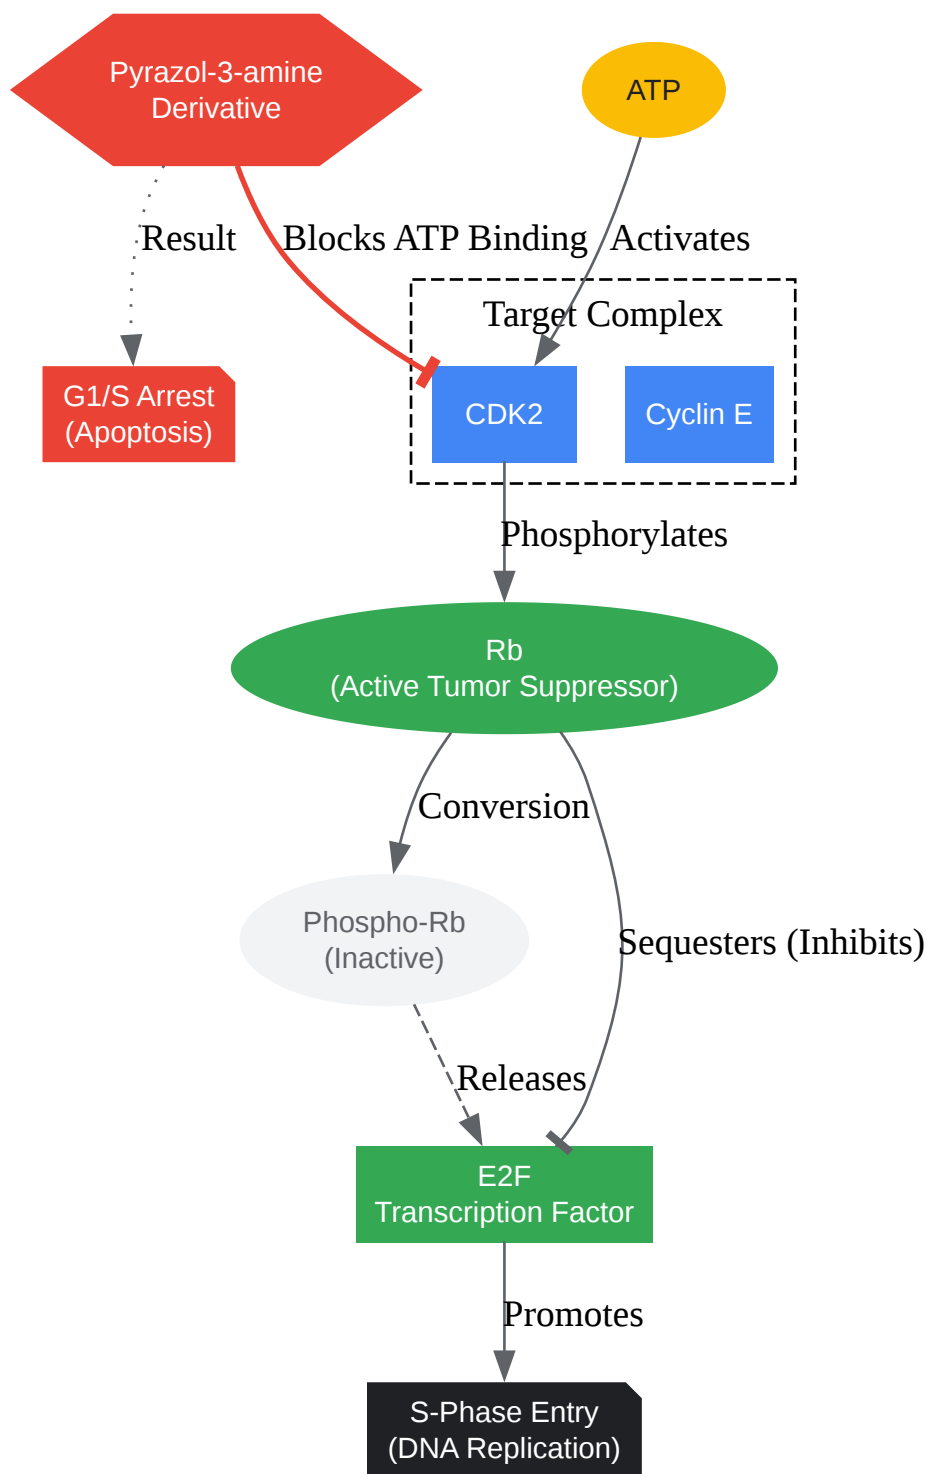 Pyrazol-3-amine
Derivative
ATP
Result
Blocks ATP Binding
Activates
Target Complex
G1/S Arrest
(Apoptosis)
CDK2
Cyclin E
Phosphorylates
Rb
(Active Tumor Suppressor)
Conversion
Phospho-Rb
(Inactive)
Sequesters (Inhibits)
Releases
E2F
Transcription Factor
Promotes
S-Phase Entry
(DNA Replication)